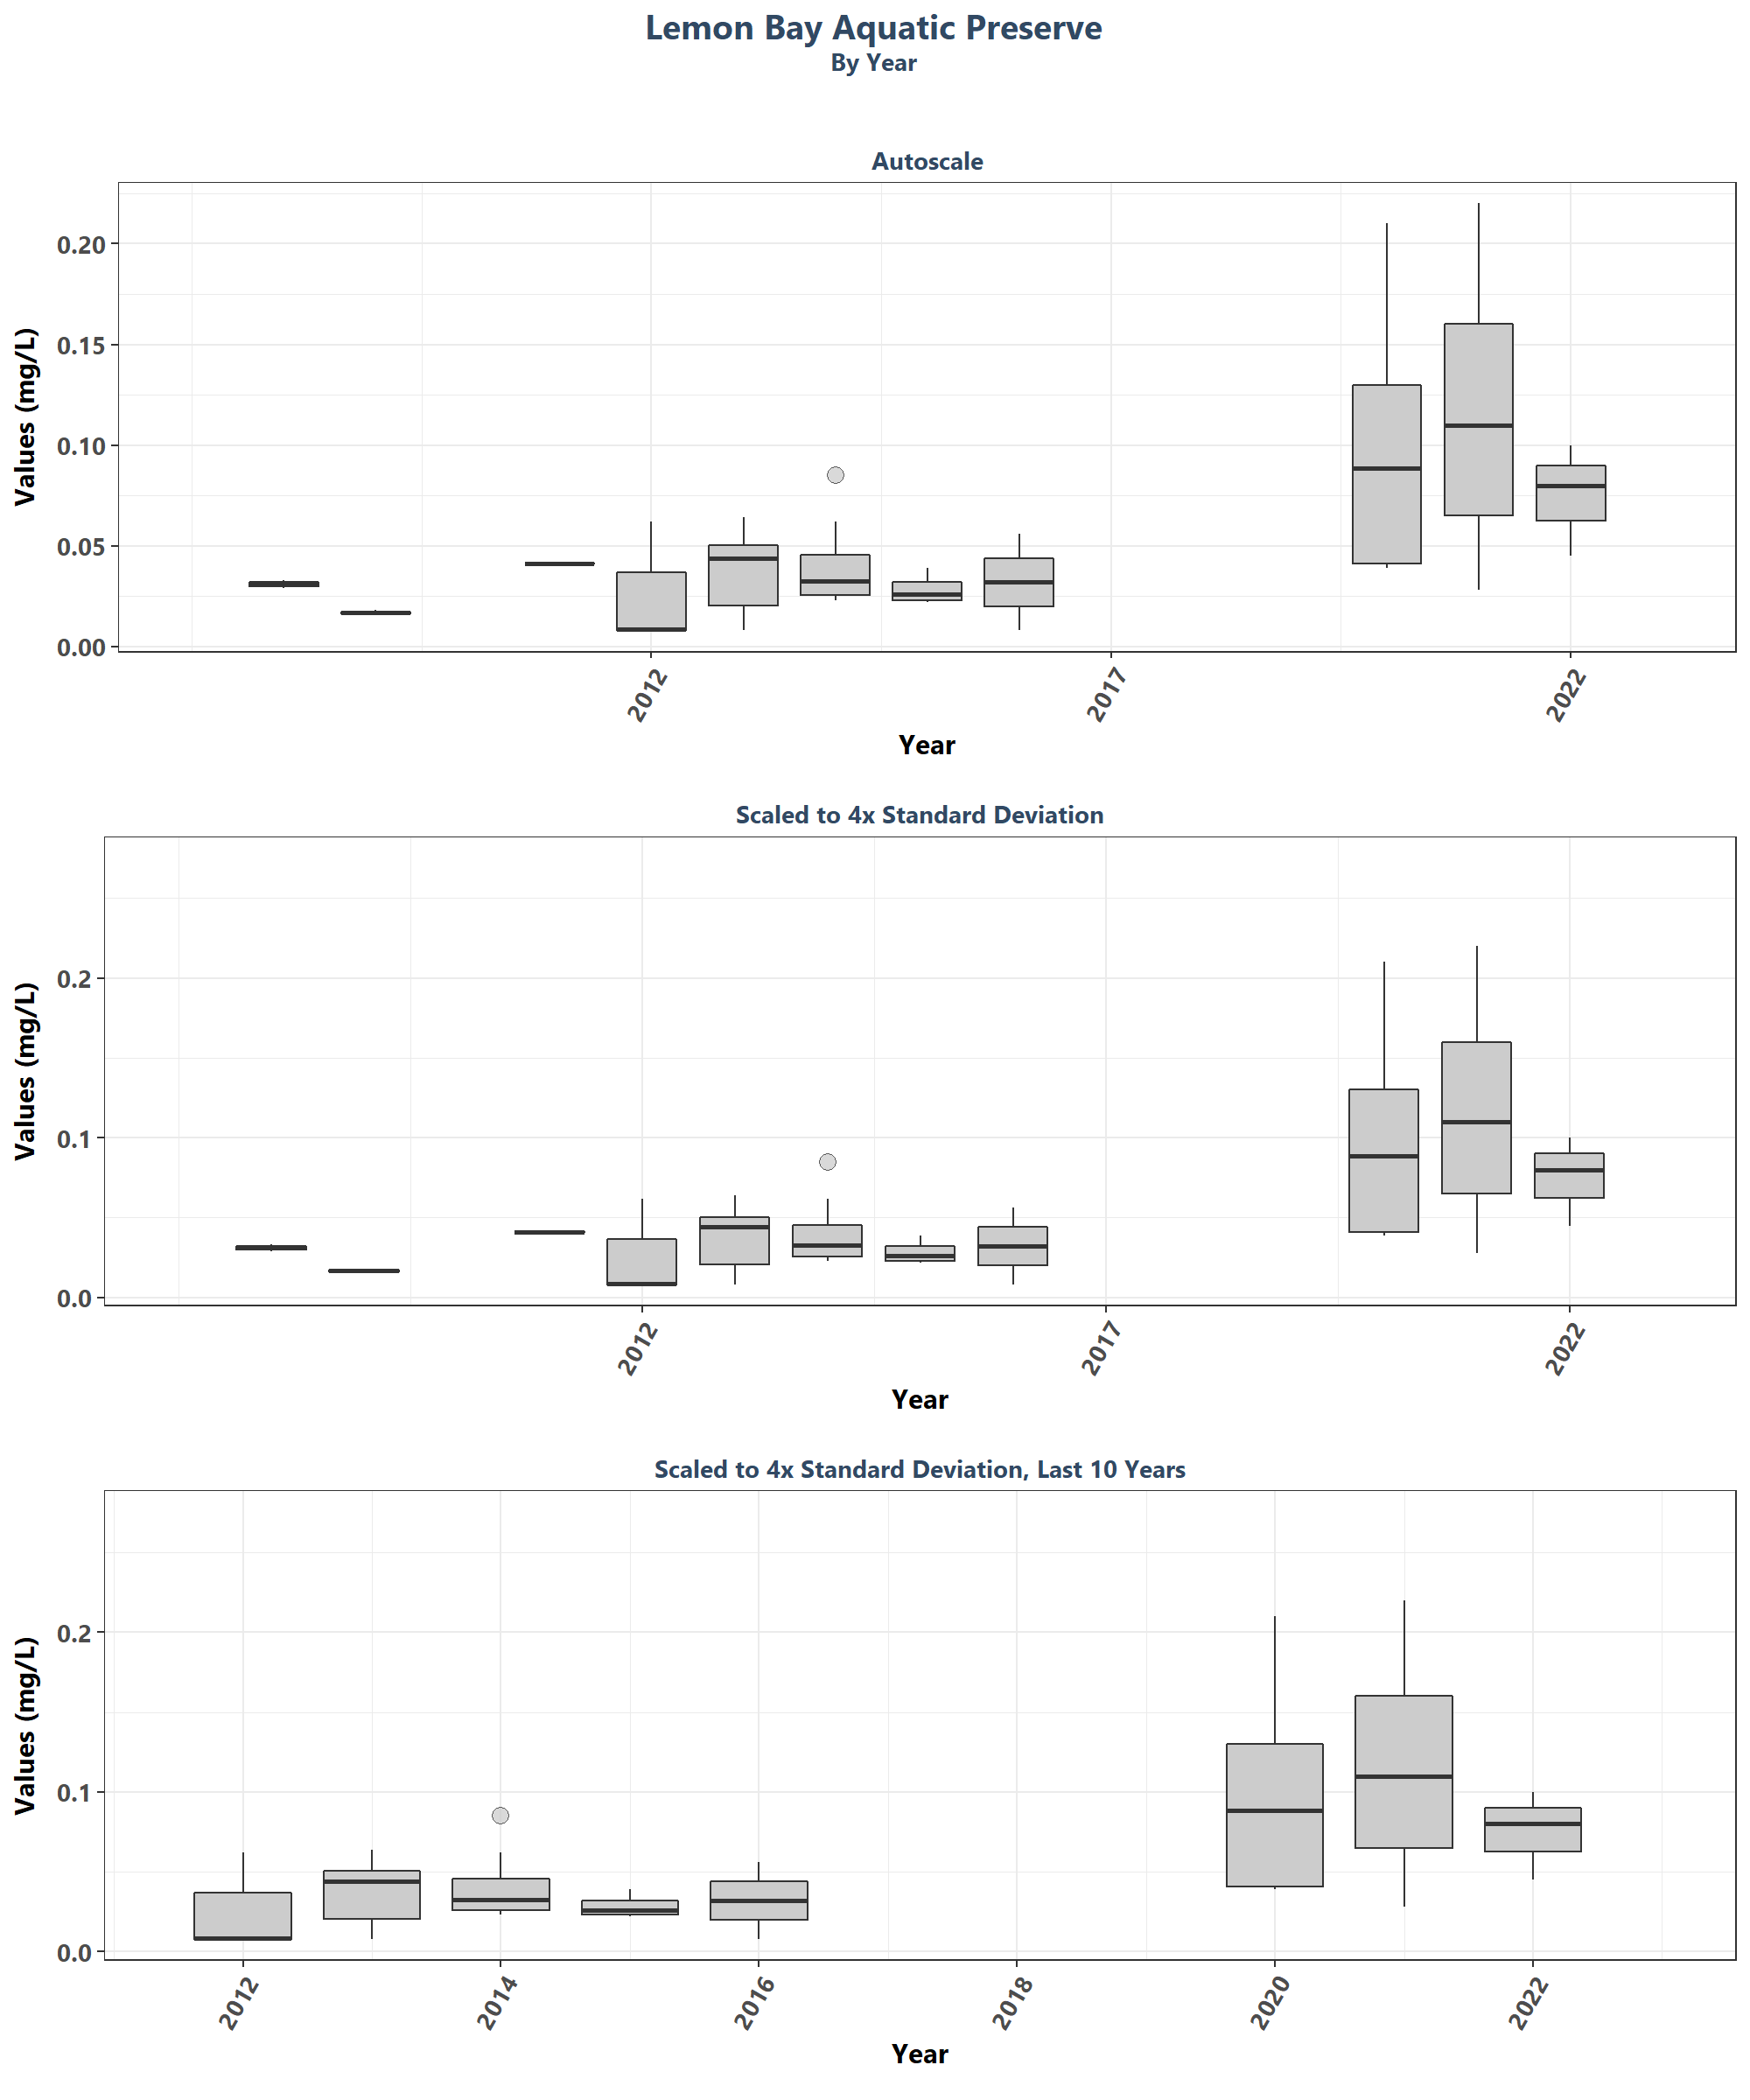 Lemon Bay Aquatic Preserve
By Year
Autoscale
Values (mg/L)
0.20
0.15
0.10
0.05
0.00
2012 2017 2022
Year
Scaled to 4x Standard Deviation
Values (mg/L)
0.2
0.1
0.0
2012 2017 2022
Year
Scaled to 4x Standard Deviation, Last 10 Years
Values (mg/L)
0.2
0.1
0.0
2012 2014 2016 2018 2020 2022
Year